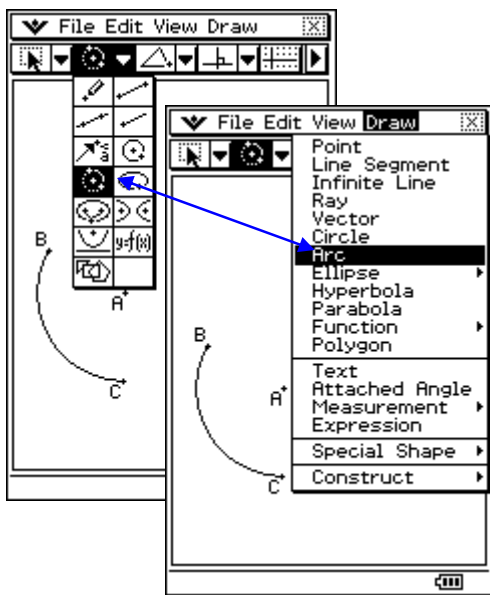 File Edit View Draw
y=f(x)
B
A
C
File Edit View Draw
Point
Line Segment
Infinite Line
Ray
Vector
Circle
Arc
Ellipse
Hyperbola
Parabola
Function
Polygon
Text
Attached Angle
Measurement
Expression
Special Shape
Construct
B
A
C